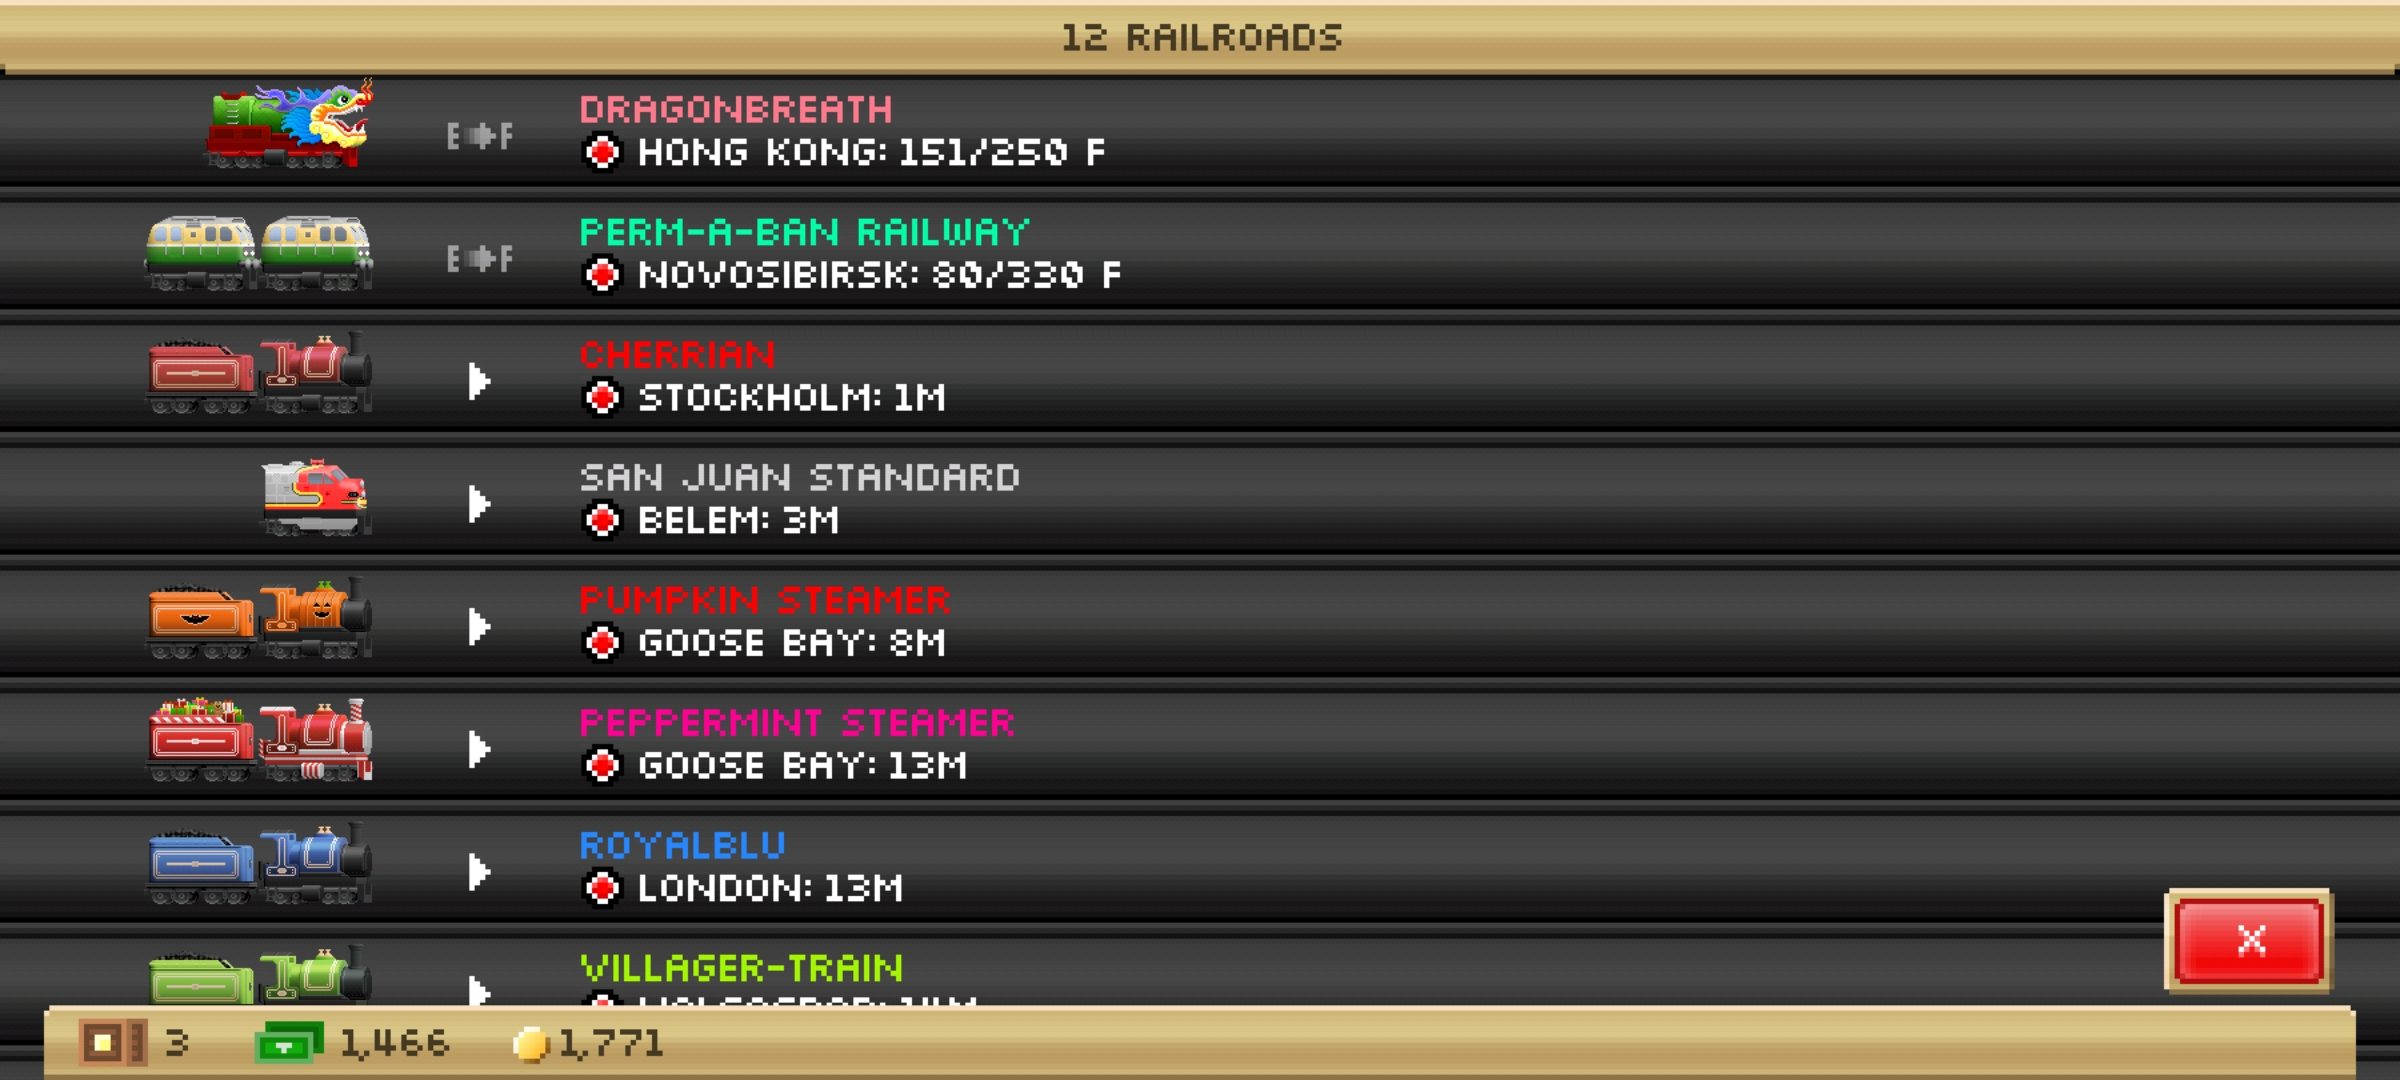 12 RAILROADS
DRAGONBREATH
E F
HONG KONG: 151/250 F
PERM-A-BAN RAILWAY
E F
NOVOSIBIRSK: 80/330 F
CHERRIAN
STOCKHOLM: 1M
SAN JUAN STANDARD
BELEM: 3M
PUMPKIN STEAMER
GOOSE BAY: 8M
PEPPERMINT STEAMER
GOOSE BAY: 13M
ROYALBLU
LONDON: 13M
VILLAGER-TRAIN
X
3 1,466 1,771